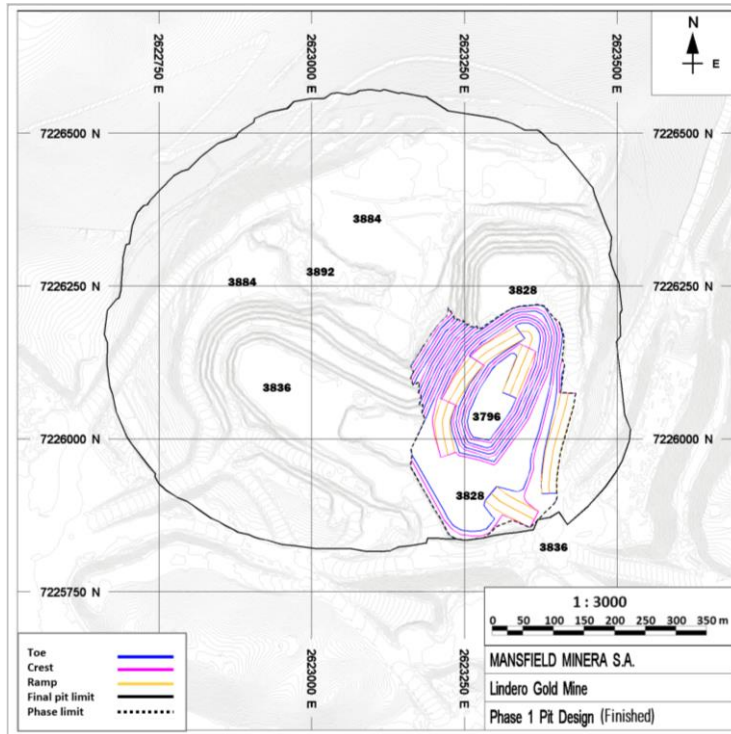 N
E
2622750 E
2623000 E
2623250 E
2623500 E
7226500 N
7226500 N
3884
3892
3884
3828
7226250 N
7226250 N
3836
3796
7226000 N
7226000 N
3828
3836
7225750 N
7225750 N
2623000 E
2623250 E
1 : 3000
0 50 100 150 200 250 300 350 m
MANSFIELD MINERA S.A.
Lindero Gold Mine
Phase 1 Pit Design (Finished)
Toe
Crest
Ramp
Final pit limit
Phase limit